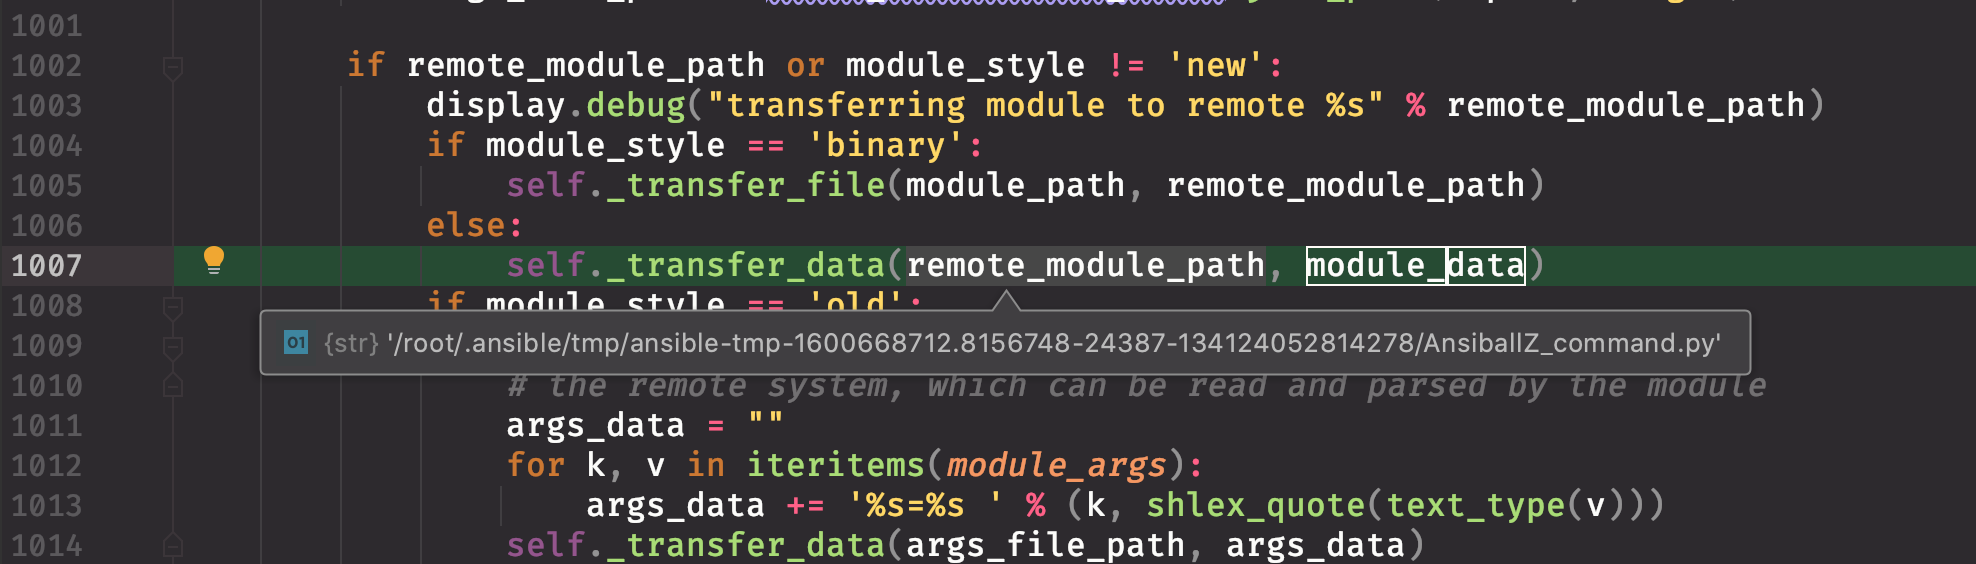 1001
1002 if remote_module_path or module_style != 'new':
1003 display.debug("transferring module to remote %s" % remote_module_path)
1004 if module_style == 'binary':
1005 self._transfer_file(module_path, remote_module_path)
1006 else:
1007 self._transfer_data(remote_module_path, module_data)
1008 if module_style == 'old':
1009 01 {str} '/root/.ansible/tmp/ansible-tmp-1600668712.8156748-24387-134124052814278/AnsiballZ_command.py'
1010 # the remote system, which can be read and parsed by the module
1011 args_data = ""
1012 for k, v in iteritems(module_args):
1013 args_data += '%s=%s ' % (k, shlex_quote(text_type(v)))
1014 self._transfer_data(args_file_path, args_data)